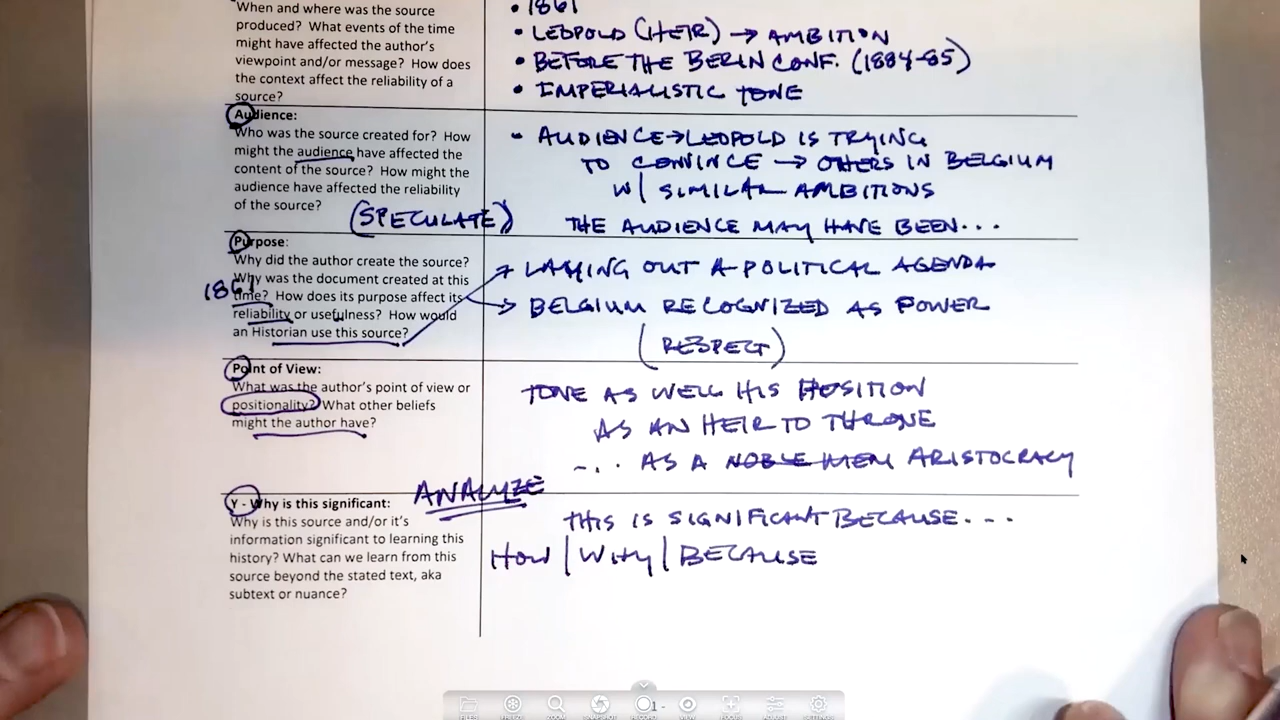 When and where was the source
produced? What events of the time
might have affected the author's
viewpoint and/or message? How does
the context affect the reliability of a
source?
• 1861
• LEOPOLD (HEIR) → AMBITION
• BEFORE THE BERLIN CONF. (1884-85)
• IMPERIALISTIC TONE
Audience:
Who was the source created for? How
might the audience have affected the
content of the source? How might the
audience have affected the reliability
of the source?
(SPECULATE)
• AUDIENCE→LEOPOLD IS TRYING
TO CONVINCE → OTHERS IN BELGIUM
W/ SIMILAR AMBITIONS
THE AUDIENCE MAY HAVE BEEN...
Purpose:
Why did the author create the source?
Why was the document created at this
1861
time? How does its purpose affect its
reliability or usefulness? How would
an Historian use this source?
→ LAYING OUT A POLITICAL AGENDA
→ BELGIUM RECOGNIZED AS POWER
(RESPECT)
Point of View:
What was the author's point of view or
positionality? What other beliefs
might the author have?
TONE AS WELL HIS POSITION
AS AN HEIR TO THRONE
... AS A NOBLE MEM ARISTOCRACY
Y - Why is this significant:
Why is this source and/or it's
information significant to learning this
history? What can we learn from this
source beyond the stated text, aka
subtext or nuance?
ANALYZE
THIS IS SIGNIFICANT BECAUSE...
HOW | WHY | BECAUSE
FILES FREEZE ZOOM SNAPSHOT RECORD VIEW FOCUS ADJUST SETTINGS